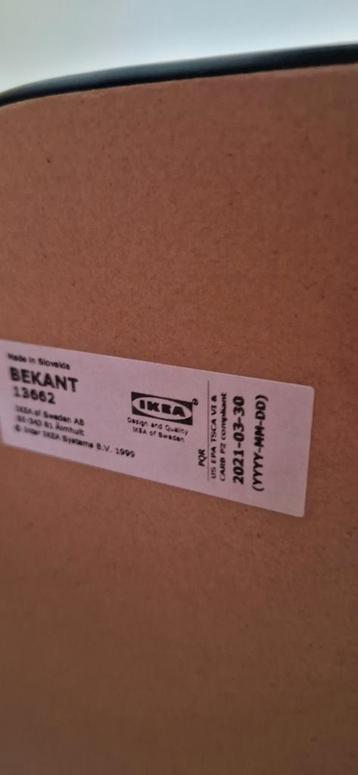 Made in Slovakia
BEKANT
13662
IKEA of Sweden AB
SE-343 81 Älmhult
© Inter IKEA Systems B.V. 1999
IKEA
®
Design and Quality
IKEA of Sweden
PQR
US EPA TSCA VI &
CARB P2 compliant
2021-03-30
(YYYY-MM-DD)